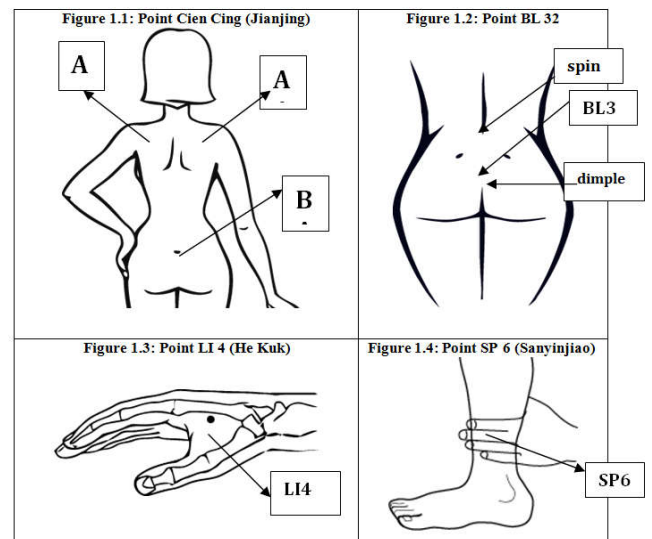 Figure 1.1: Point Cien Cing (Jianjing)
A
A
B
Figure 1.2: Point BL 32
spin
BL3
dimple
Figure 1.3: Point LI 4 (He Kuk)
LI4
Figure 1.4: Point SP 6 (Sanyinjiao)
SP6